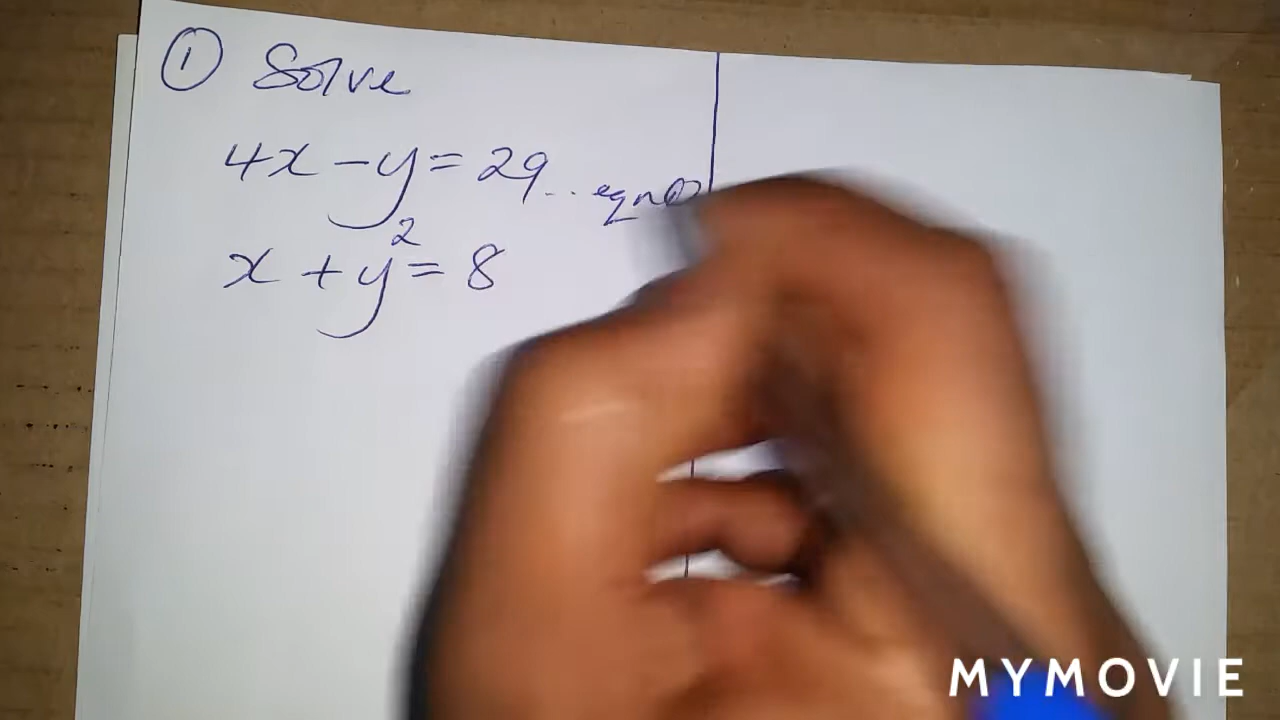 ① Solve
4x - y = 29 ... eqn①
x + y² = 8
MYMOVIE